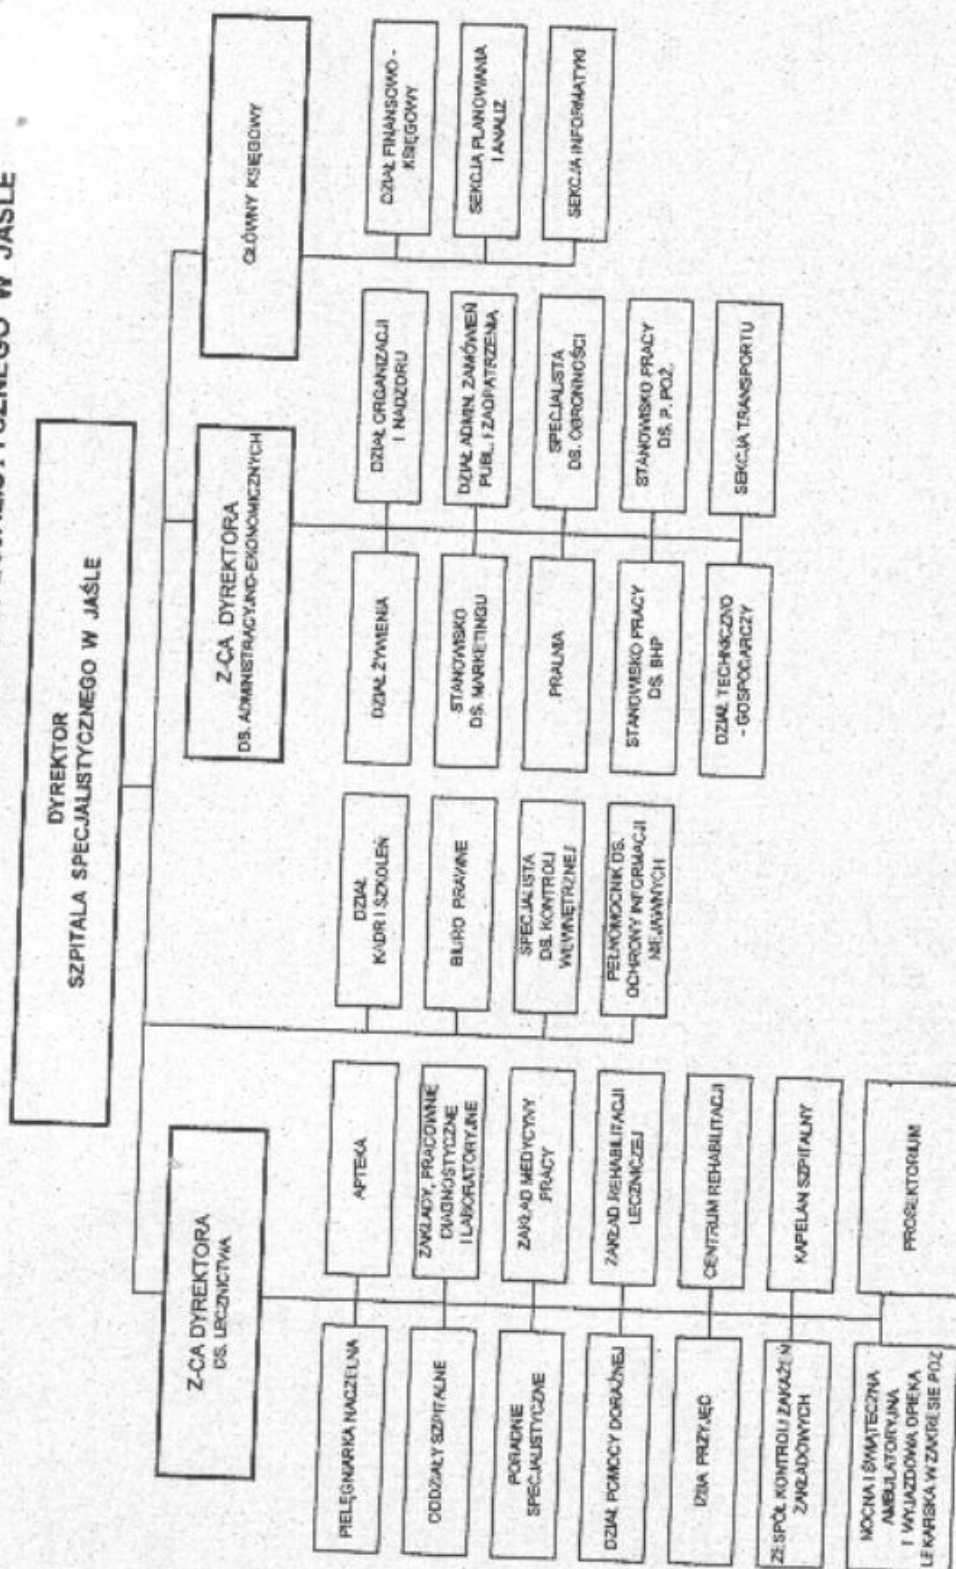 W JAŚLE
DYREKTOR
SZPITALA SPECJALISTYCZNEGO W JAŚLE
Z-CA DYREKTORA
DS. LECZNICTWA
Z-CA DYREKTORA
DS. ADMINISTRACYJNO-EKONOMICZNYCH
GŁÓWNY KSIĘGOWY
PIELĘGNIARKA NACZELNA
APTEKA
ODDZIAŁY SZPITALNE
ZAKŁADY, PRACOWNIE
DIAGNOSTYCZNE
I LABORATORYJNE
PORADNIE
SPECJALISTYCZNE
ZAKŁAD MEDYCYNY
PRACY
DZIAŁ POMOCY DORAŹNEJ
ZAKŁAD REHABILITACJI
LECZNICZEJ
IZBA PRZYJĘĆ
CENTRUM REHABILITACJI
ZESPÓŁ KONTROLI ZAKAŻEŃ
ZAKŁADOWYCH
KAPELAN SZPITALNY
NOCNA I ŚWIĄTECZNA
AMBULATORYJNA
I WYJAZDOWA OPIEKA
LEKARSKA W ZAKRESIE POZ
PROSEKTORIUM
DZIAŁ
KADR I SZKOLEŃ
BIURO PRAWNE
SPECJALISTA
DS. KONTROLI
WEWNĘTRZNEJ
PEŁNOMOCNIK DS.
OCHRONY INFORMACJI
NIEJAWNYCH
DZIAŁ ŻYWIENIA
DZIAŁ ORGANIZACJI
I NADZORU
STANOWISKO
DS. MARKETINGU
DZIAŁ ADMIN. ZAMÓWIEŃ
PUBL. I ZAOPATRZENIA
PRALNIA
SPECJALISTA
DS. OBRONNOŚCI
STANOWISKO PRACY
DS. BHP
STANOWISKO PRACY
DS. P. POŻ.
DZIAŁ TECHNICZNO
- GOSPODARCZY
SEKCJA TRANSPORTU
DZIAŁ FINANSOWO -
KSIĘGOWY
SEKCJA PLANOWANIA
I ANALIZ
SEKCJA INFORMATYKI